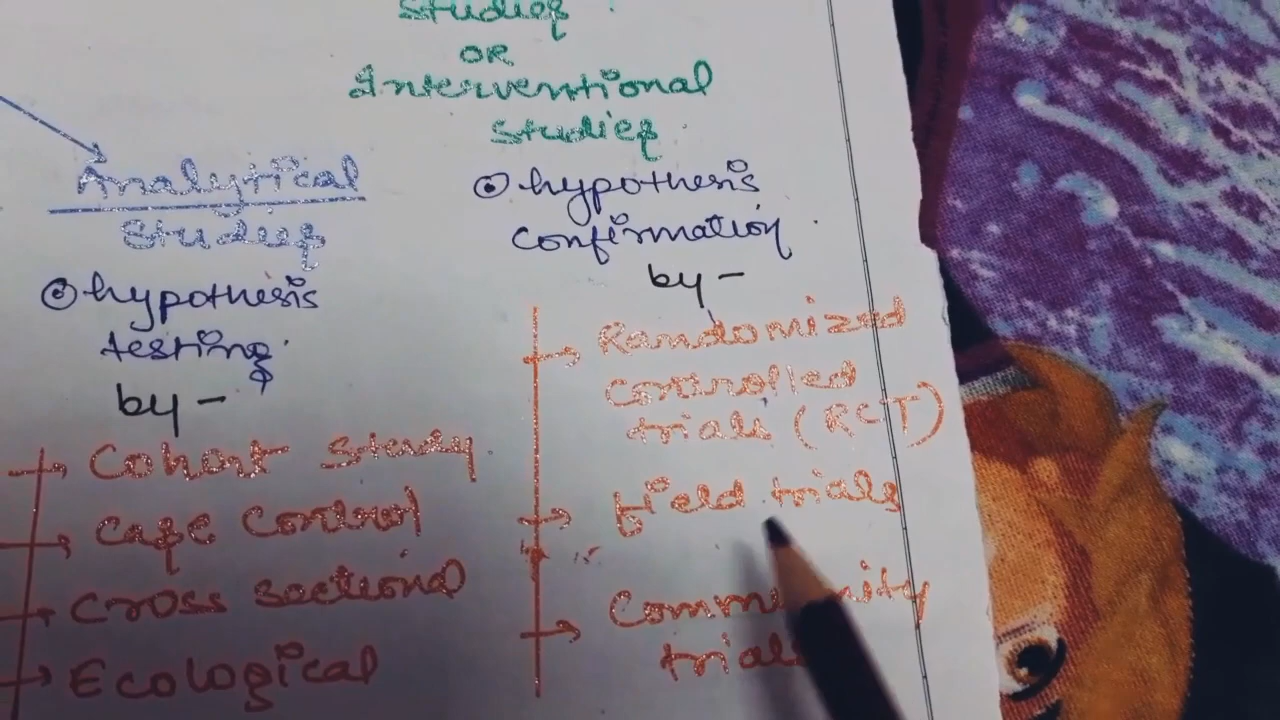 Studies
OR
Interventional
studies
Analytical
Studies
hypothesis
testing
by -
Cohort study
Case control
Cross sectional
Ecological
hypothesis
confirmation
by -
Randomized
controlled
trials (RCT)
field trials
Community
trials